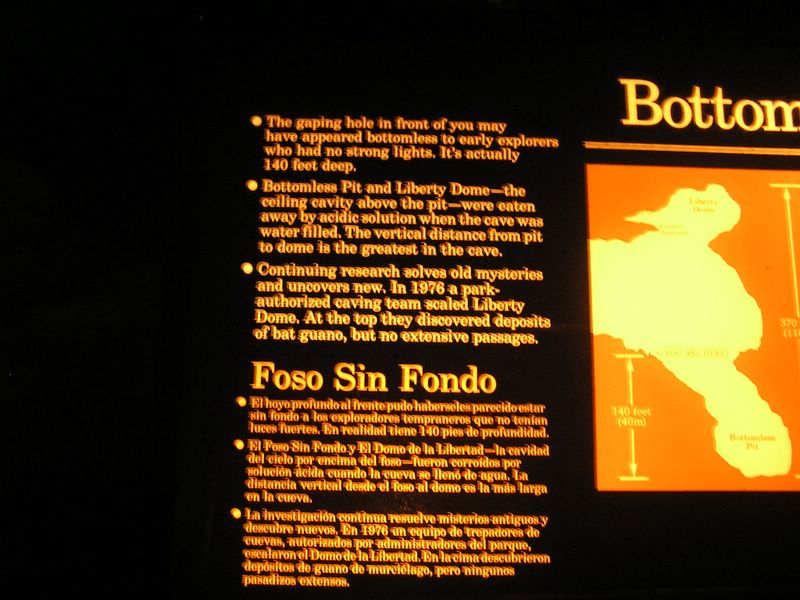 Bottom
● The gaping hole in front of you may
have appeared bottomless to early explorers
who had no strong lights. It's actually
140 feet deep.
● Bottomless Pit and Liberty Dome—the
ceiling cavity above the pit—were eaten
away by acidic solution when the cave was
water filled. The vertical distance from pit
to dome is the greatest in the cave.
● Continuing research solves old mysteries
and uncovers new. In 1976 a park-
authorized caving team scaled Liberty
Dome. At the top they discovered deposits
of bat guano, but no extensive passages.
Foso Sin Fondo
● El hoyo profundo al frente pudo haberseles parecido estar
sin fondo a los exploradores tempraneros que no tenían
luces fuertes. En realidad tiene 140 pies de profundidad.
● El Foso Sin Fondo y El Domo de la Libertad—la cavidad
del cielo por encima del foso—fueron corroídos por
solución ácida cuando la cueva se llenó de agua. La
distancia vertical desde el foso al domo es la más larga
en la cueva.
● La investigación continua resuelve misterios antiguos y
descubre nuevos. En 1976 un equipo de trepadores de
cuevas, autorizados por administradores del parque,
escalaron el Domo de la Libertad. En la cima descubrieron
depósitos de guano de murciélago, pero ningunos
pasadizos extensos.
Liberty
Dome
370
YOU ARE HERE
140 feet
(40m)
Bottomless
Pit